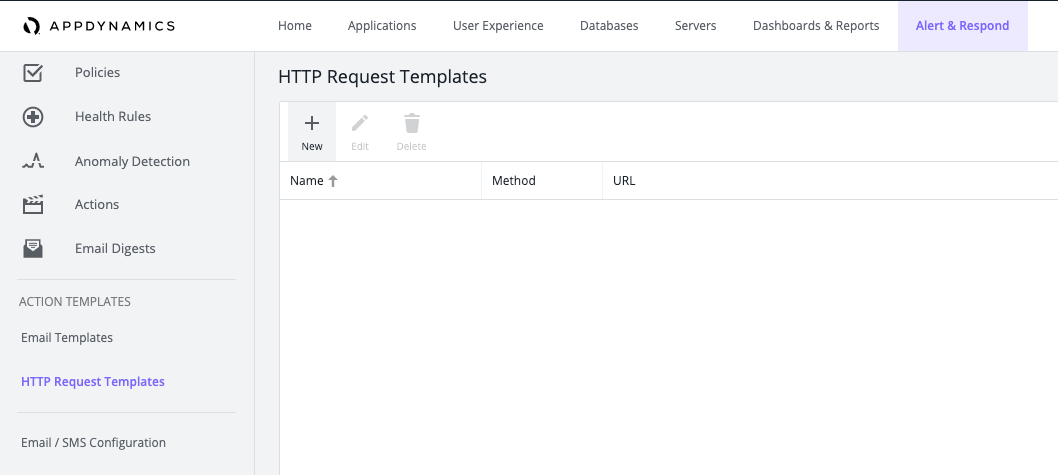 APPDYNAMICS
Home Applications User Experience Databases Servers Dashboards & Reports Alert & Respond
Policies
Health Rules
Anomaly Detection
Actions
Email Digests
ACTION TEMPLATES
Email Templates
HTTP Request Templates
Email / SMS Configuration
HTTP Request Templates
New Edit Delete
Name Method URL